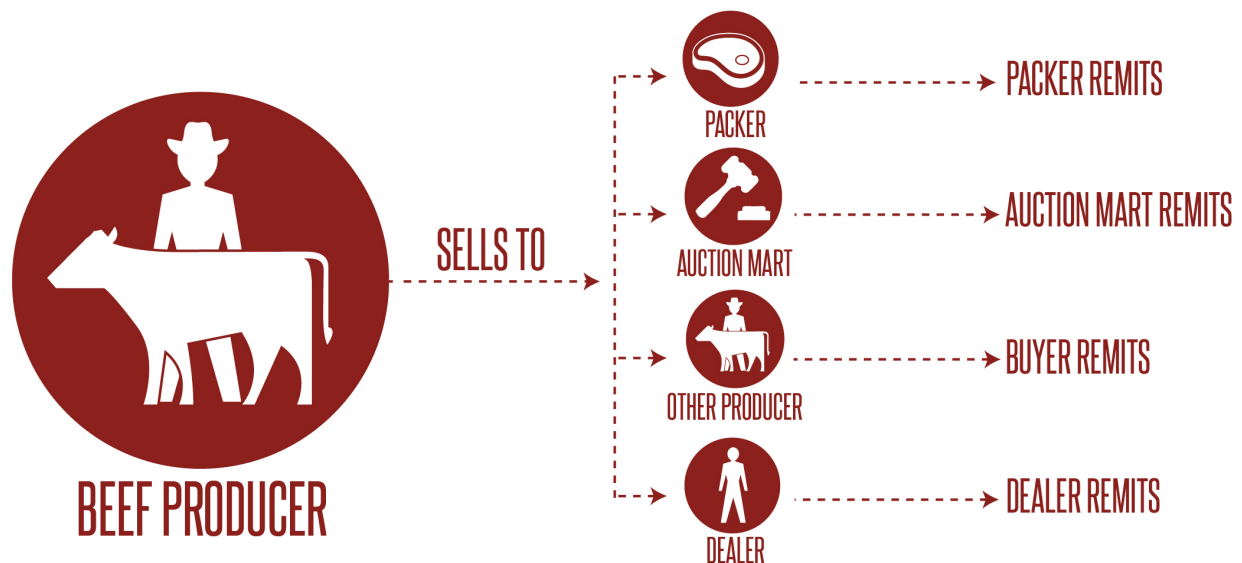 PACKER
PACKER REMITS
AUCTION MART
AUCTION MART REMITS
SELLS TO
OTHER PRODUCER
BUYER REMITS
BEEF PRODUCER
DEALER
DEALER REMITS